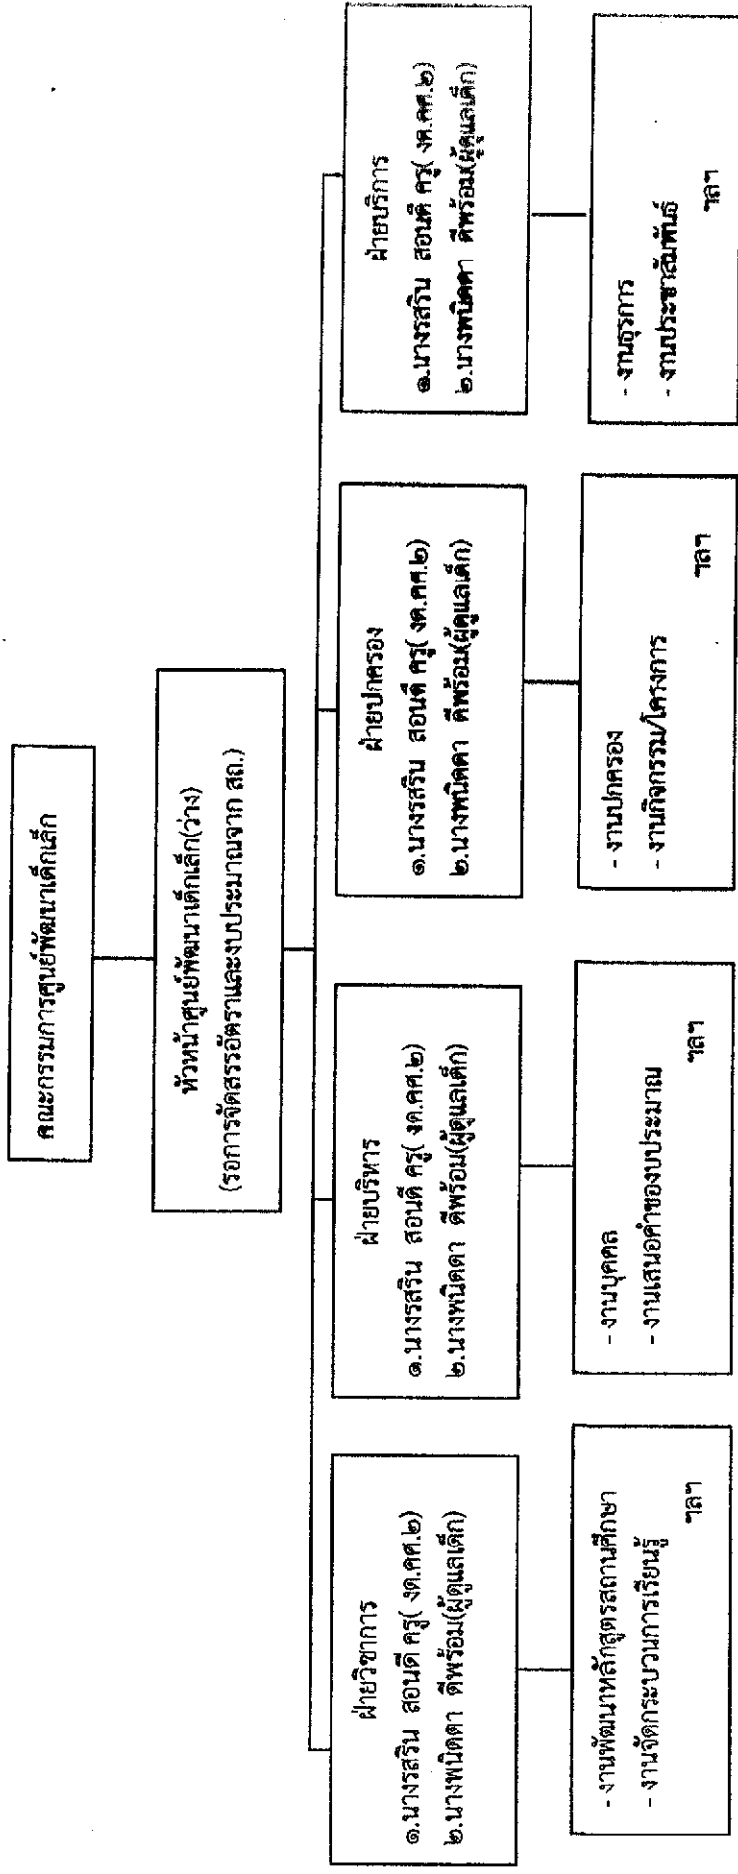 คณะกรรมการศูนย์พัฒนาเด็กเล็ก
หัวหน้าศูนย์พัฒนาเด็กเล็ก(ว่าง)
(รอการจัดสรรอัตราและงบประมาณจาก สถ.)
ฝ่ายวิชาการ
๑.นางรสริน สอนดี ครู( งด.คศ.๒)
๒.นางพนิดดา ดีพร้อม(ผู้ดูแลเด็ก)
- งานพัฒนาหลักสูตรสถานศึกษา
- งานจัดกระบวนการเรียนรู้
ฯลฯ
ฝ่ายบริหาร
๑.นางรสริน สอนดี ครู( งด.คศ.๒)
๒.นางพนิดดา ดีพร้อม(ผู้ดูแลเด็ก)
- งานบุคคล
- งานเสนอคำของบประมาณ
ฯลฯ
ฝ่ายปกครอง
๑.นางรสริน สอนดี ครู( งด.คศ.๒)
๒.นางพนิดดา ดีพร้อม(ผู้ดูแลเด็ก)
- งานปกครอง
- งานกิจกรรม/โครงการ
ฯลฯ
ฝ่ายบริการ
๑.นางรสริน สอนดี ครู( งด.คศ.๒)
๒.นางพนิดดา ดีพร้อม(ผู้ดูแลเด็ก)
- งานธุรการ
- งานประชาสัมพันธ์
ฯลฯ